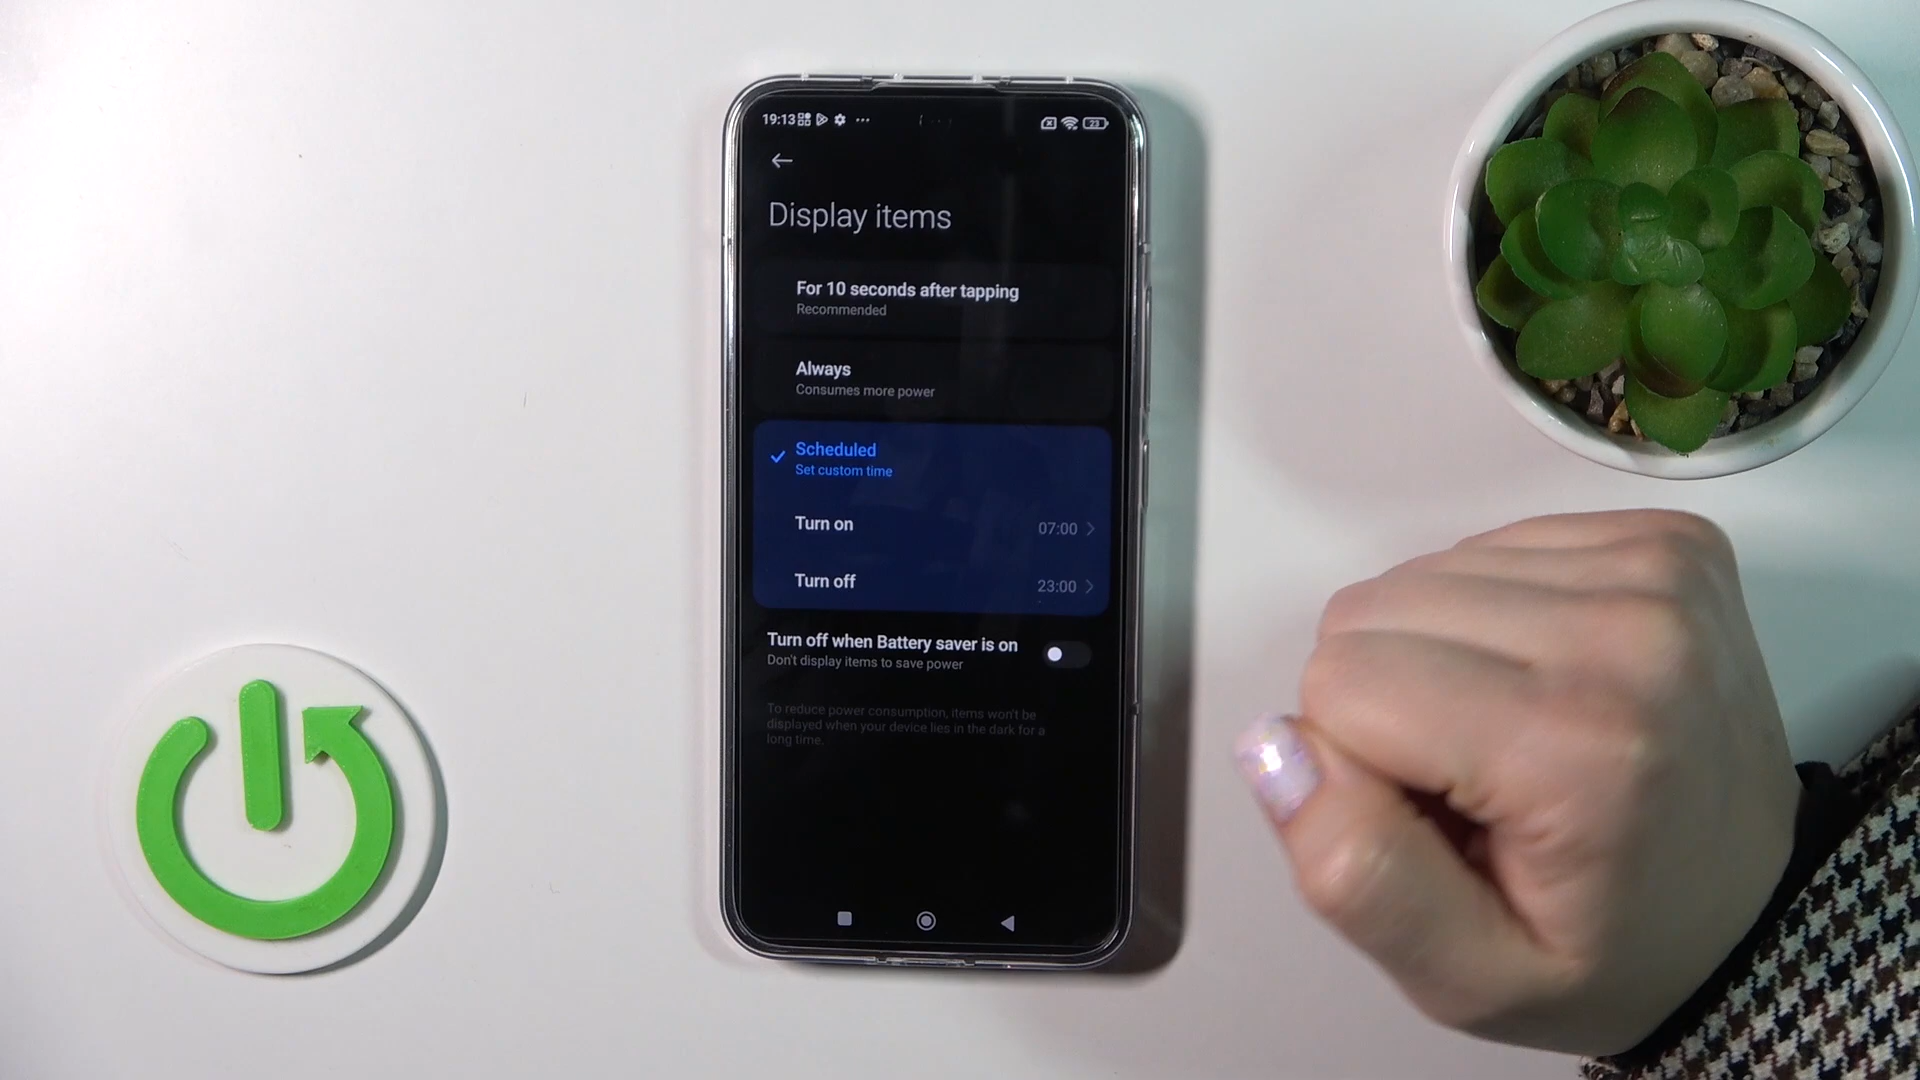 19:13
23
Display items
For 10 seconds after tapping
Recommended
Always
Consumes more power
Scheduled
Set custom time
Turn on
07:00
Turn off
23:00
Turn off when Battery saver is on
Don't display items to save power
To reduce power consumption, items won't be
displayed when your device lies in the dark for a
long time.